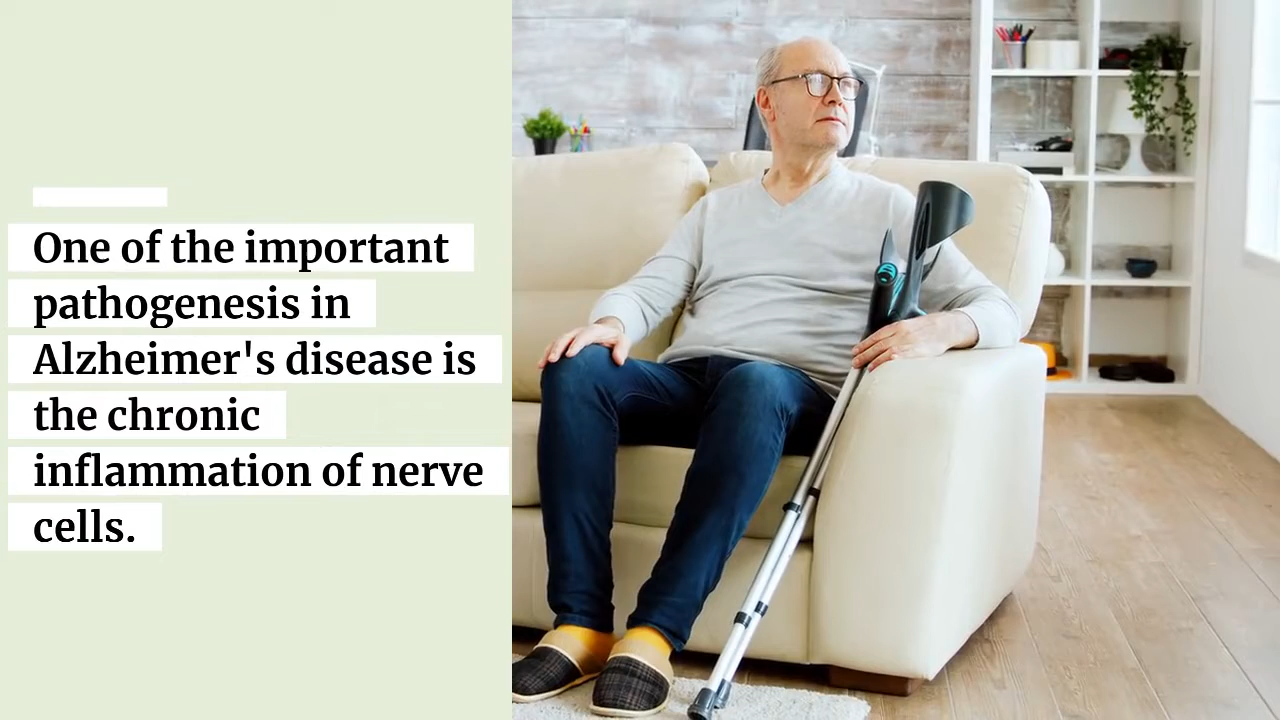 One of the important
pathogenesis in
Alzheimer's disease is
the chronic
inflammation of nerve
cells.